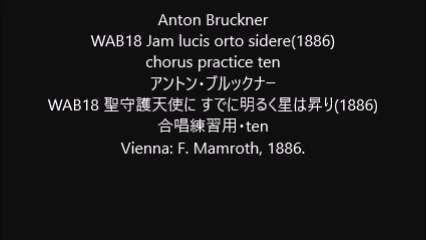 Anton Bruckner
WAB18 Jam lucis orto sidere(1886)
chorus practice ten
アントン・ブルックナー
WAB18 聖守護天使に すでに明るく星は昇り(1886)
合唱練習用・ten
Vienna: F. Mamroth, 1886.